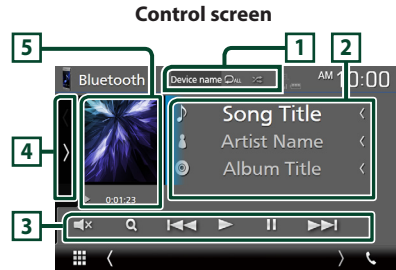 Control screen
5
1
2
Bluetooth
Device name
ALL
AM 10:00
Song Title
Artist Name
Album Title
4
0:01:23
3